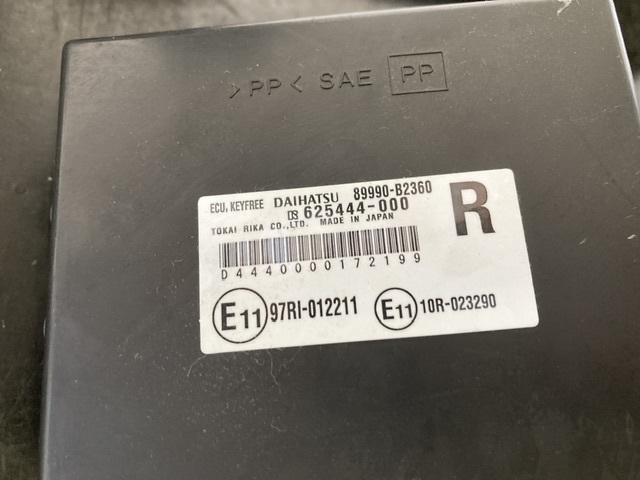 >PP< SAE PP
ECU, KEYFREE DAIHATSU 89990-B2360
625444-000
TOKAI RIKA CO.,LTD. MADE IN JAPAN
R
D4440000172199
E11 97RI-012211 E11 10R-023290